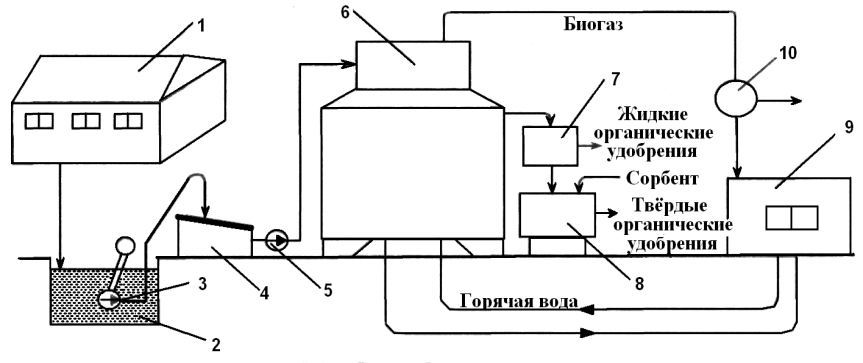 1
6
Биогаз
10
7
Жидкие
органические
удобрения
9
Сорбент
Твёрдые
органические
удобрения
8
3
4
5
2
Горячая вода